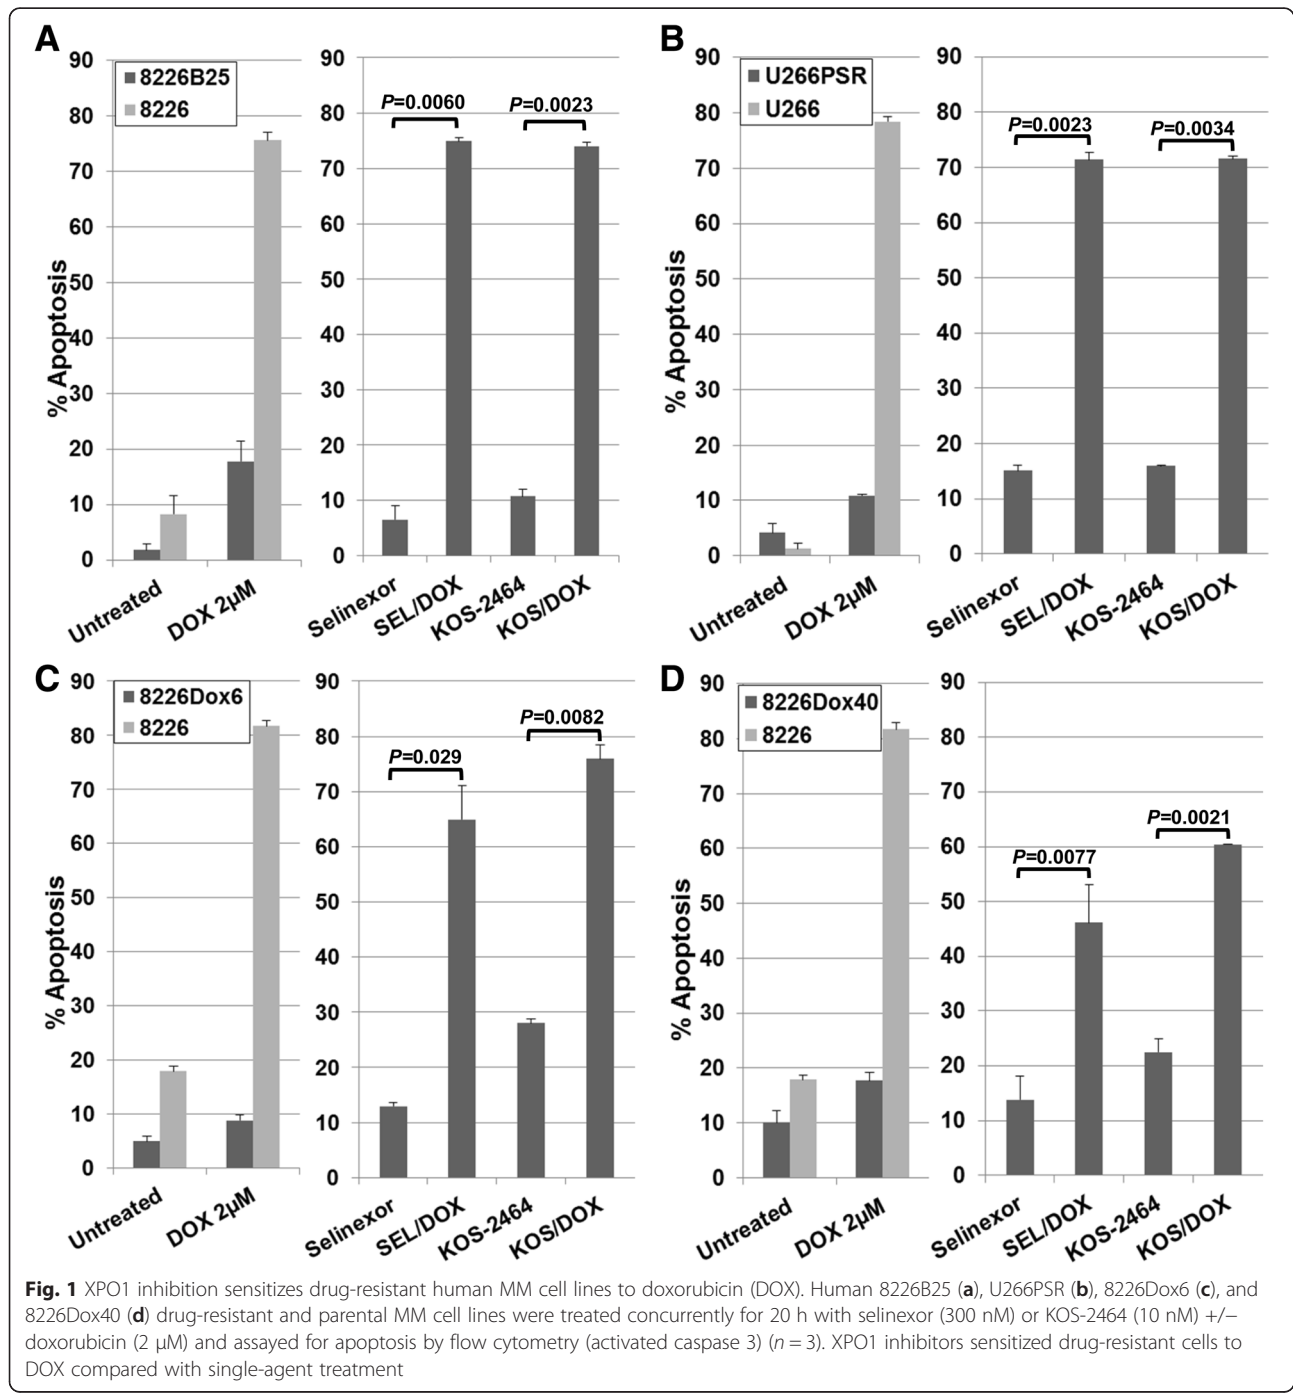 A
90
80
70
60
50
40
30
20
10
0
% Apoptosis
8226B25
8226
Untreated
DOX 2µM
90
80
70
60
50
40
30
20
10
0
P=0.0060
P=0.0023
Selinexor
SEL/DOX
KOS-2464
KOS/DOX
B
90
80
70
60
50
40
30
20
10
0
% Apoptosis
U266PSR
U266
Untreated
DOX 2µM
90
80
70
60
50
40
30
20
10
0
P=0.0023
P=0.0034
Selinexor
SEL/DOX
KOS-2464
KOS/DOX
C
90
80
70
60
50
40
30
20
10
0
% Apoptosis
8226Dox6
8226
Untreated
DOX 2µM
90
80
70
60
50
40
30
20
10
0
P=0.029
P=0.0082
Selinexor
SEL/DOX
KOS-2464
KOS/DOX
D
90
80
70
60
50
40
30
20
10
0
% Apoptosis
8226Dox40
8226
Untreated
DOX 2µM
90
80
70
60
50
40
30
20
10
0
P=0.0077
P=0.0021
Selinexor
SEL/DOX
KOS-2464
KOS/DOX
Fig. 1 XPO1 inhibition sensitizes drug-resistant human MM cell lines to doxorubicin (DOX). Human 8226B25 (a), U266PSR (b), 8226Dox6 (c), and
8226Dox40 (d) drug-resistant and parental MM cell lines were treated concurrently for 20 h with selinexor (300 nM) or KOS-2464 (10 nM) +/−
doxorubicin (2 μM) and assayed for apoptosis by flow cytometry (activated caspase 3) (n = 3). XPO1 inhibitors sensitized drug-resistant cells to
DOX compared with single-agent treatment